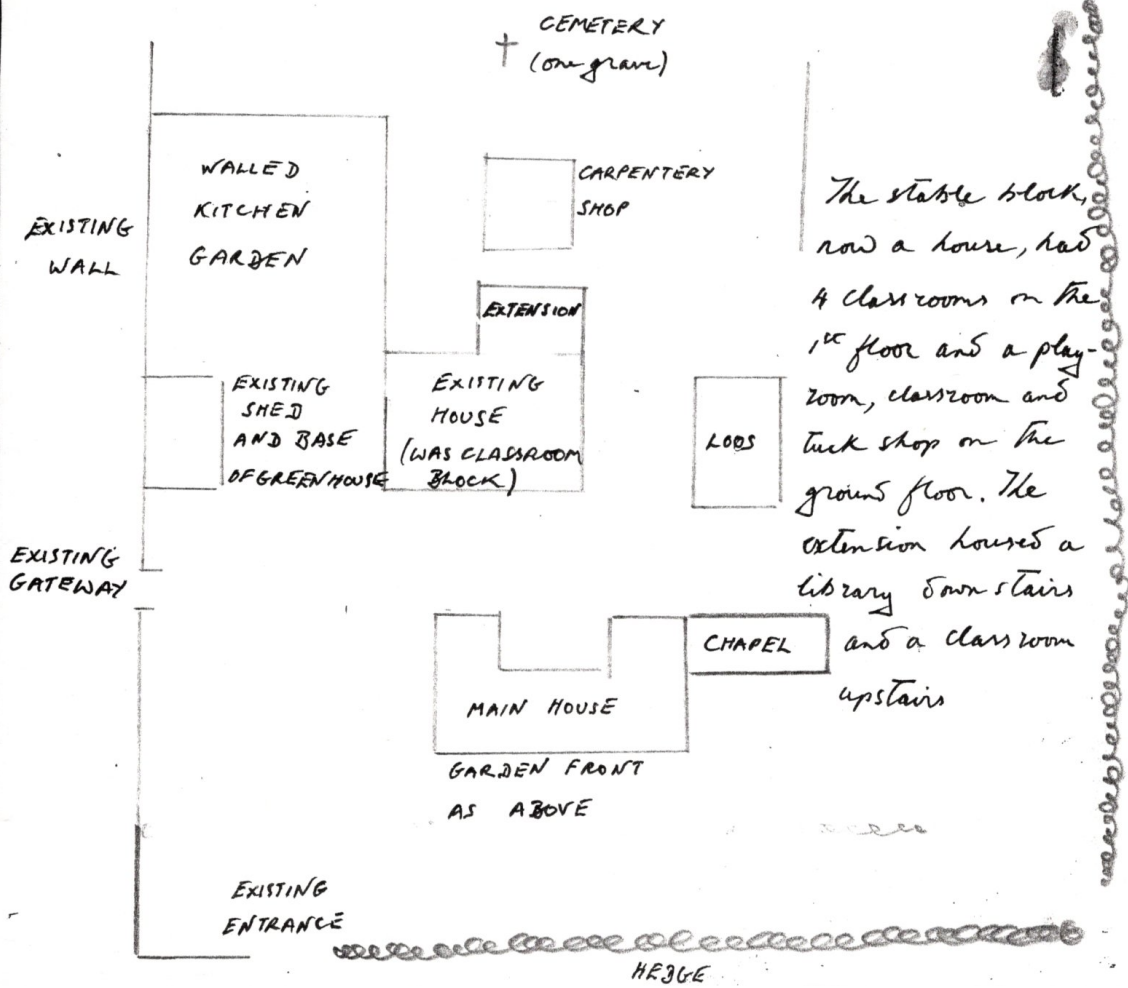 CEMETERY
(one grave)
WALLED
KITCHEN
GARDEN
CARPENTERY
SHOP
EXISTING
WALL
EXTENSION
EXISTING
SHED
AND BASE
OF GREENHOUSE
EXISTING
HOUSE
(WAS CLASSROOM
BLOCK)
LOOS
The stable block,
now a house, had
4 classrooms on the
1st floor and a play-
room, classroom and
tuck shop on the
ground floor. The
extension housed a
library downstairs
and a classroom
upstairs
EXISTING
GATEWAY
CHAPEL
MAIN HOUSE
GARDEN FRONT
AS ABOVE
EXISTING
ENTRANCE
HEDGE